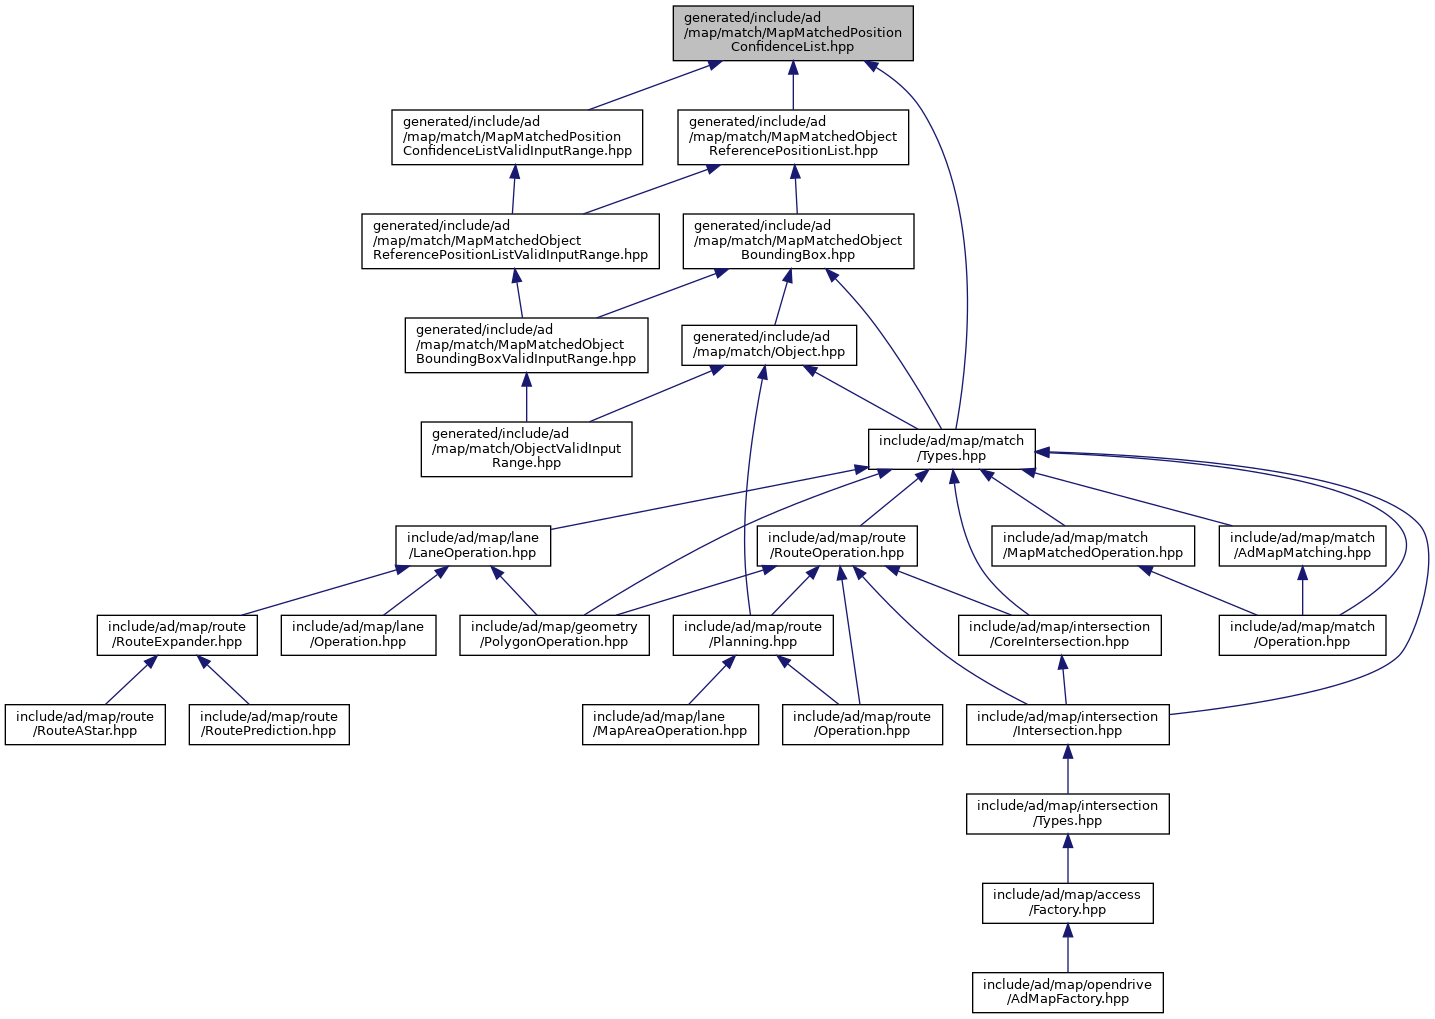 generated/include/ad
/map/match/MapMatchedPosition
ConfidenceList.hpp
generated/include/ad
/map/match/MapMatchedPosition
ConfidenceListValidInputRange.hpp
generated/include/ad
/map/match/MapMatchedObject
ReferencePositionList.hpp
generated/include/ad
/map/match/MapMatchedObject
ReferencePositionListValidInputRange.hpp
generated/include/ad
/map/match/MapMatchedObject
BoundingBox.hpp
generated/include/ad
/map/match/MapMatchedObject
BoundingBoxValidInputRange.hpp
generated/include/ad
/map/match/Object.hpp
generated/include/ad
/map/match/ObjectValidInput
Range.hpp
include/ad/map/match
/Types.hpp
include/ad/map/lane
/LaneOperation.hpp
include/ad/map/route
/RouteOperation.hpp
include/ad/map/match
/MapMatchedOperation.hpp
include/ad/map/match
/AdMapMatching.hpp
include/ad/map/route
/RouteExpander.hpp
include/ad/map/lane
/Operation.hpp
include/ad/map/geometry
/PolygonOperation.hpp
include/ad/map/route
/Planning.hpp
include/ad/map/intersection
/CoreIntersection.hpp
include/ad/map/match
/Operation.hpp
include/ad/map/route
/RouteAStar.hpp
include/ad/map/route
/RoutePrediction.hpp
include/ad/map/lane
/MapAreaOperation.hpp
include/ad/map/route
/Operation.hpp
include/ad/map/intersection
/Intersection.hpp
include/ad/map/intersection
/Types.hpp
include/ad/map/access
/Factory.hpp
include/ad/map/opendrive
/AdMapFactory.hpp